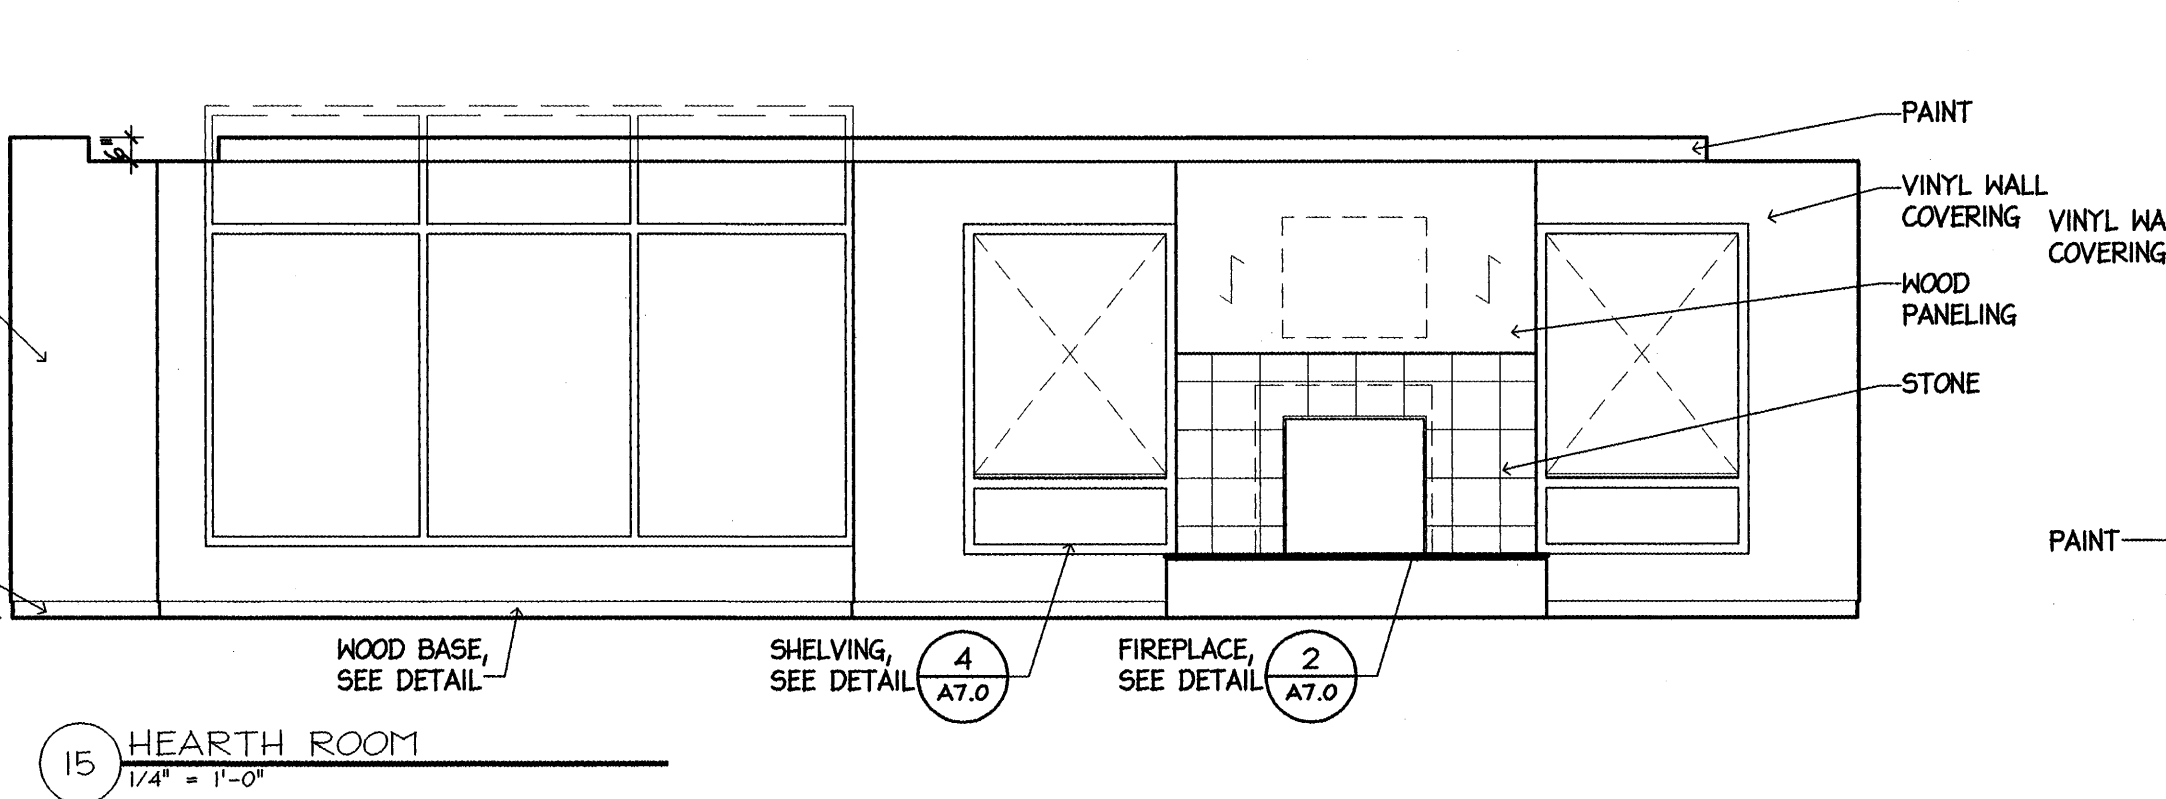 PAINT
6"
VINYL WALL
COVERING
VINYL WA
COVERING
WOOD
PANELING
STONE
PAINT
WOOD BASE,
SEE DETAIL
SHELVING,
SEE DETAIL
4
A7.0
FIREPLACE,
SEE DETAIL
2
A7.0
15
HEARTH ROOM
1/4" = 1'-0"